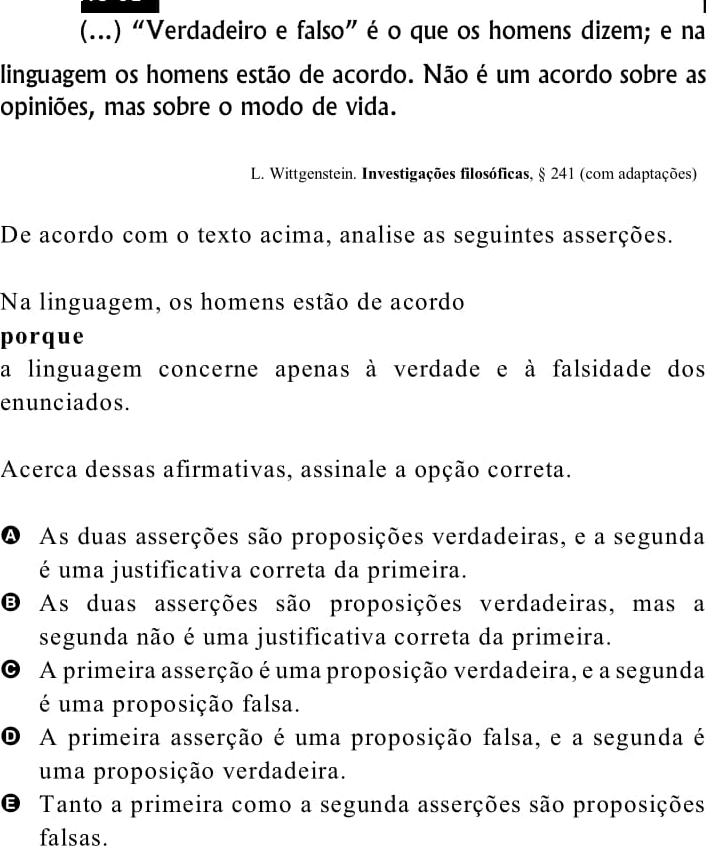 (...) “Verdadeiro e falso” é o que os homens dizem; e na
linguagem os homens estão de acordo. Não é um acordo sobre as
opiniões, mas sobre o modo de vida.
L. Wittgenstein. Investigações filosóficas, § 241 (com adaptações)
De acordo com o texto acima, analise as seguintes asserções.
Na linguagem, os homens estão de acordo
porque
a linguagem concerne apenas à verdade e à falsidade dos
enunciados.
Acerca dessas afirmativas, assinale a opção correta.
A As duas asserções são proposições verdadeiras, e a segunda
é uma justificativa correta da primeira.
B As duas asserções são proposições verdadeiras, mas a
segunda não é uma justificativa correta da primeira.
C A primeira asserção é uma proposição verdadeira, e a segunda
é uma proposição falsa.
D A primeira asserção é uma proposição falsa, e a segunda é
uma proposição verdadeira.
E Tanto a primeira como a segunda asserções são proposições
falsas.